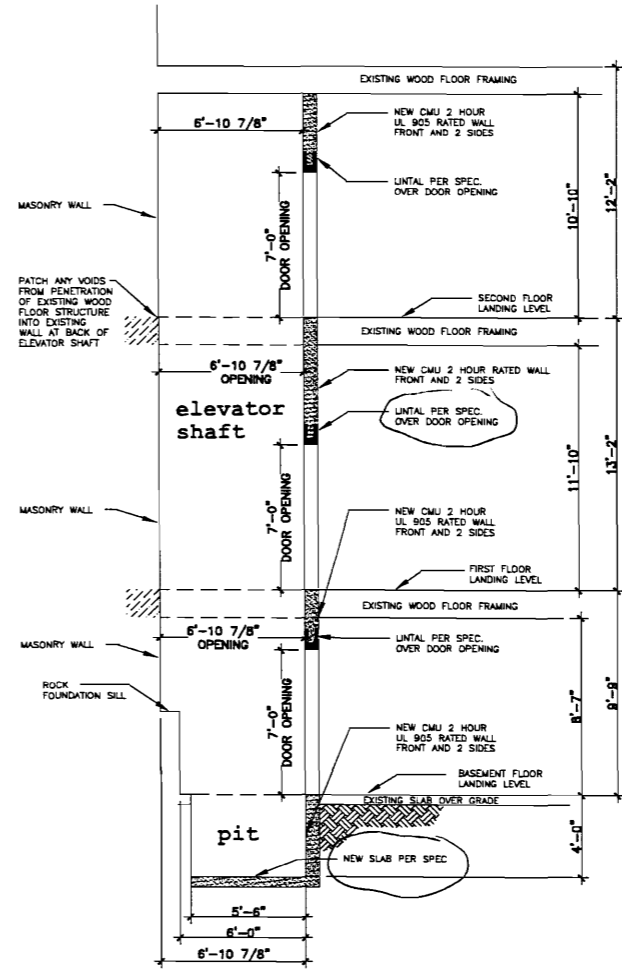 EXISTING WOOD FLOOR FRAMING
6'-10 7/8"
NEW CMU 2 HOUR
UL 905 RATED WALL
FRONT AND 2 SIDES
LINTAL PER SPEC.
OVER DOOR OPENING
MASONRY WALL
7'-0"
DOOR OPENING
10'-10"
12'-2"
PATCH ANY VOIDS
FROM PENETRATION
OF EXISTING WOOD
FLOOR STRUCTURE
INTO EXISTING
WALL AT BACK OF
ELEVATOR SHAFT
SECOND FLOOR
LANDING LEVEL
EXISTING WOOD FLOOR FRAMING
6'-10 7/8"
OPENING
NEW CMU 2 HOUR RATED WALL
FRONT AND 2 SIDES
elevator
shaft
LINTAL PER SPEC.
OVER DOOR OPENING
7'-0"
DOOR OPENING
11'-10"
13'-2"
MASONRY WALL
NEW CMU 2 HOUR
UL 905 RATED WALL
FRONT AND 2 SIDES
FIRST FLOOR
LANDING LEVEL
EXISTING WOOD FLOOR FRAMING
6'-10 7/8"
OPENING
LINTAL PER SPEC.
OVER DOOR OPENING
MASONRY WALL
ROCK
FOUNDATION SILL
7'-0"
DOOR OPENING
8'-7"
9'-9"
NEW CMU 2 HOUR
UL 905 RATED WALL
FRONT AND 2 SIDES
BASEMENT FLOOR
LANDING LEVEL
EXISTING SLAB OVER GRADE
pit
4'-0"
NEW SLAB PER SPEC
5'-6"
6'-0"
6'-10 7/8"